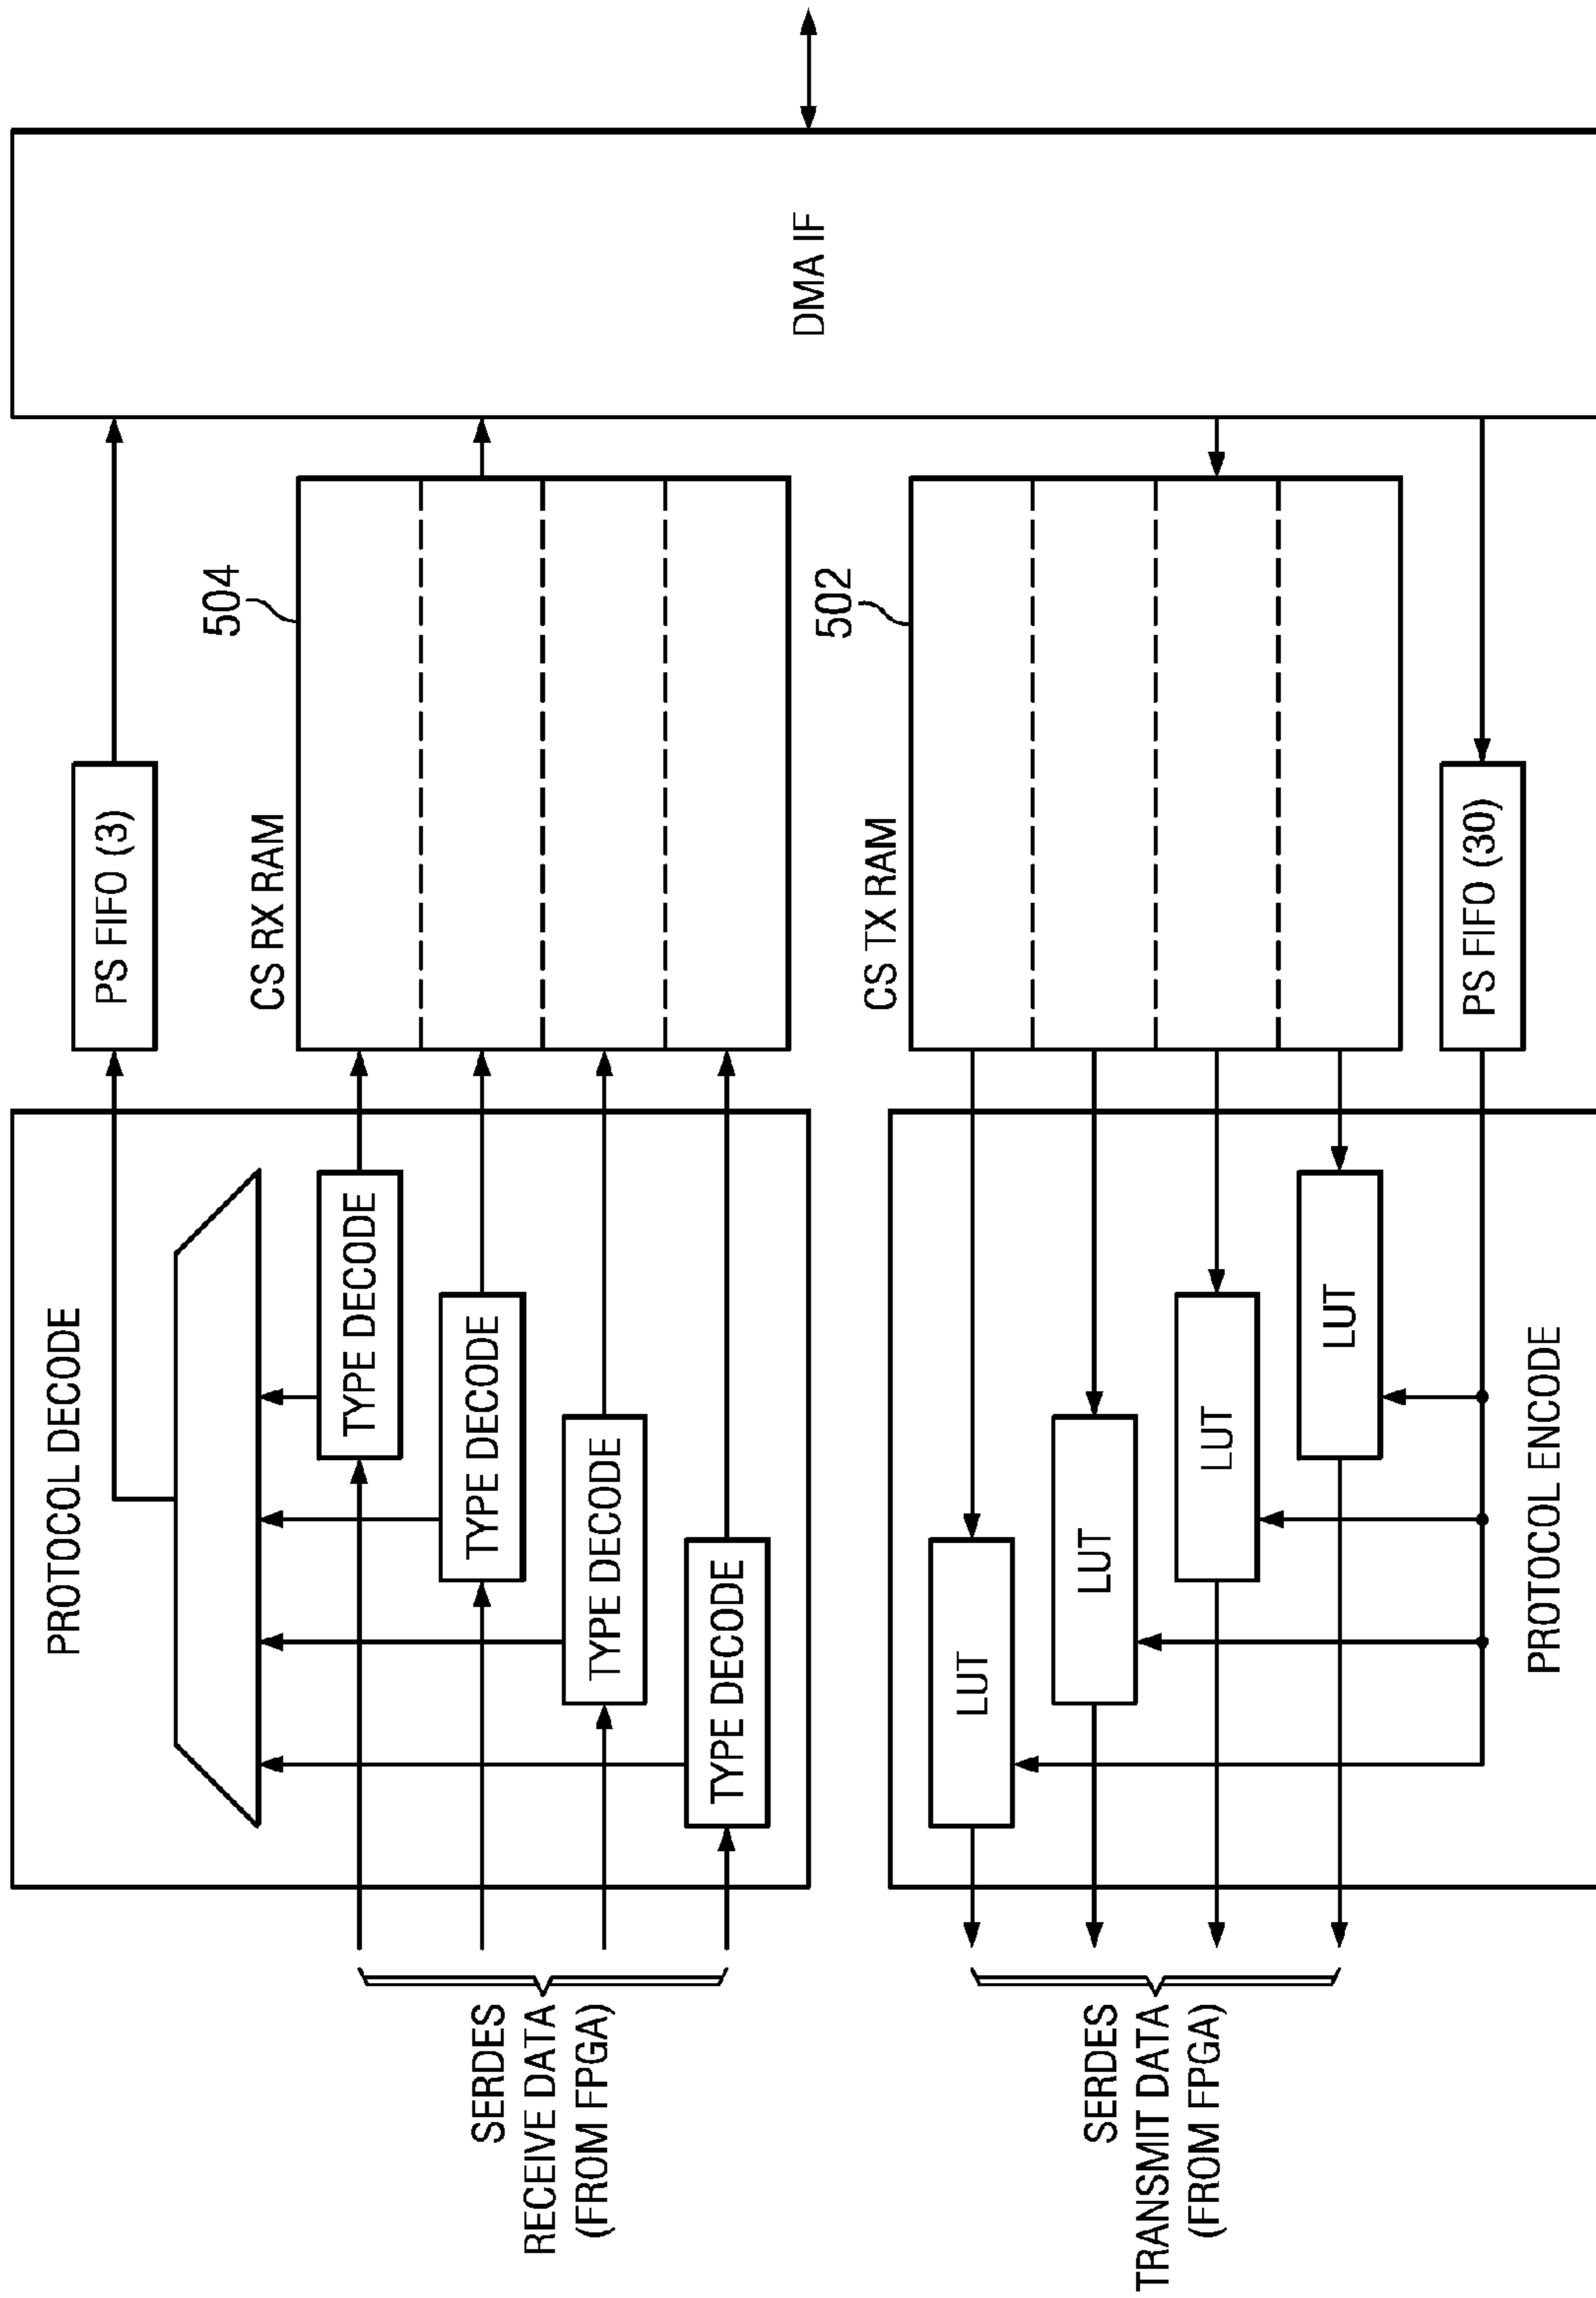 PROTOCOL DECODE
TYPE DECODE
TYPE DECODE
TYPE DECODE
TYPE DECODE
SERDES
RECEIVE DATA
(FROM FPGA)
PS FIFO (3)
CS RX RAM
504
DMA IF
SERDES
TRANSMIT DATA
(FROM FPGA)
LUT
LUT
LUT
LUT
PROTOCOL ENCODE
CS TX RAM
502
PS FIFO (30)